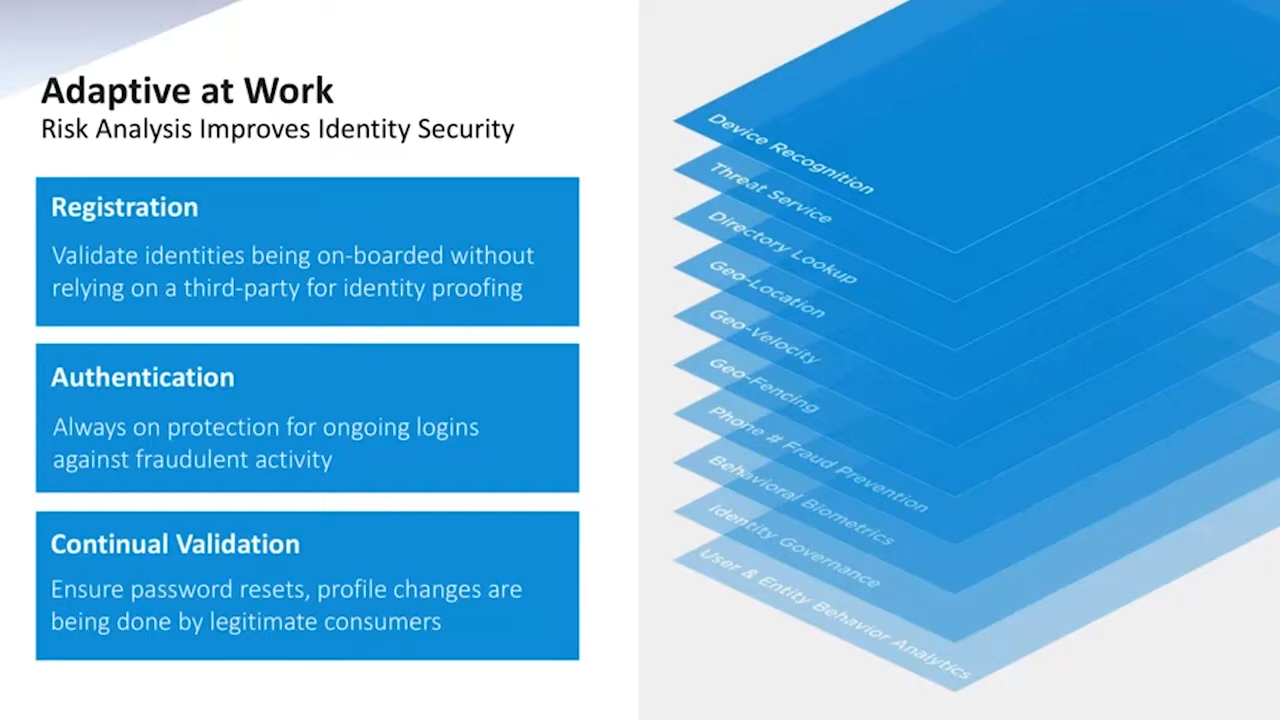 Adaptive at Work
Risk Analysis Improves Identity Security
Registration
Validate identities being on-boarded without
relying on a third-party for identity proofing
Authentication
Always on protection for ongoing logins
against fraudulent activity
Continual Validation
Ensure password resets, profile changes are
being done by legitimate consumers
Device Recognition
Threat Service
Directory Lookup
Geo-Location
Geo-Velocity
Geo-Fencing
Phone # Fraud Prevention
Behavioral Biometrics
Identity Governance
User & Entity Behavior Analytics